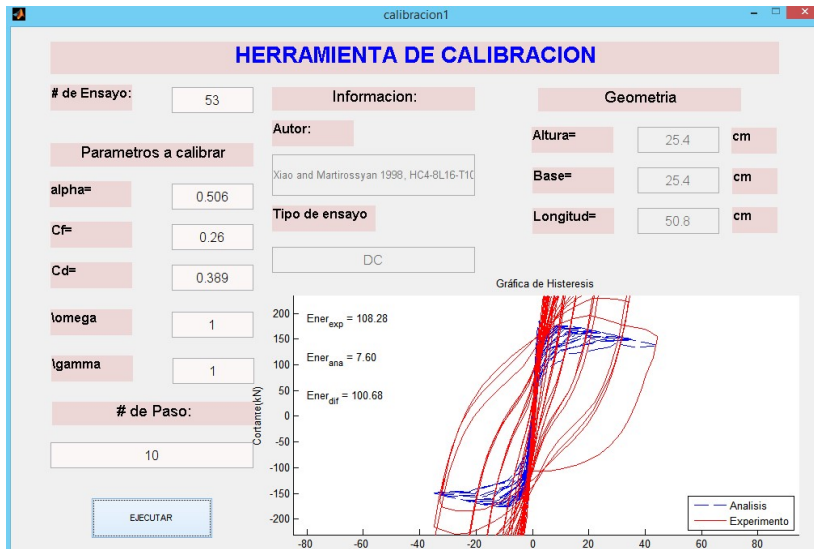 calibracion1
HERRAMIENTA DE CALIBRACION
# de Ensayo:
53
Parametros a calibrar
alpha=
0.506
Cf=
0.26
Cd=
0.389
\omega
1
\gamma
1
# de Paso:
10
EJECUTAR
Informacion:
Autor:
Xiao and Martirossyan 1998, HC4-8L16-T10
Tipo de ensayo
DC
Geometria
Altura=
25.4
cm
Base=
25.4
cm
Longitud=
50.8
cm
Gráfica de Histeresis
Ener_exp = 108.28
Ener_ana = 7.60
Ener_dif = 100.68
Cortante(kN)
200
150
100
50
0
-50
-100
-150
-200
-80 -60 -40 -20 0 20 40 60 80
Analisis
Experimento